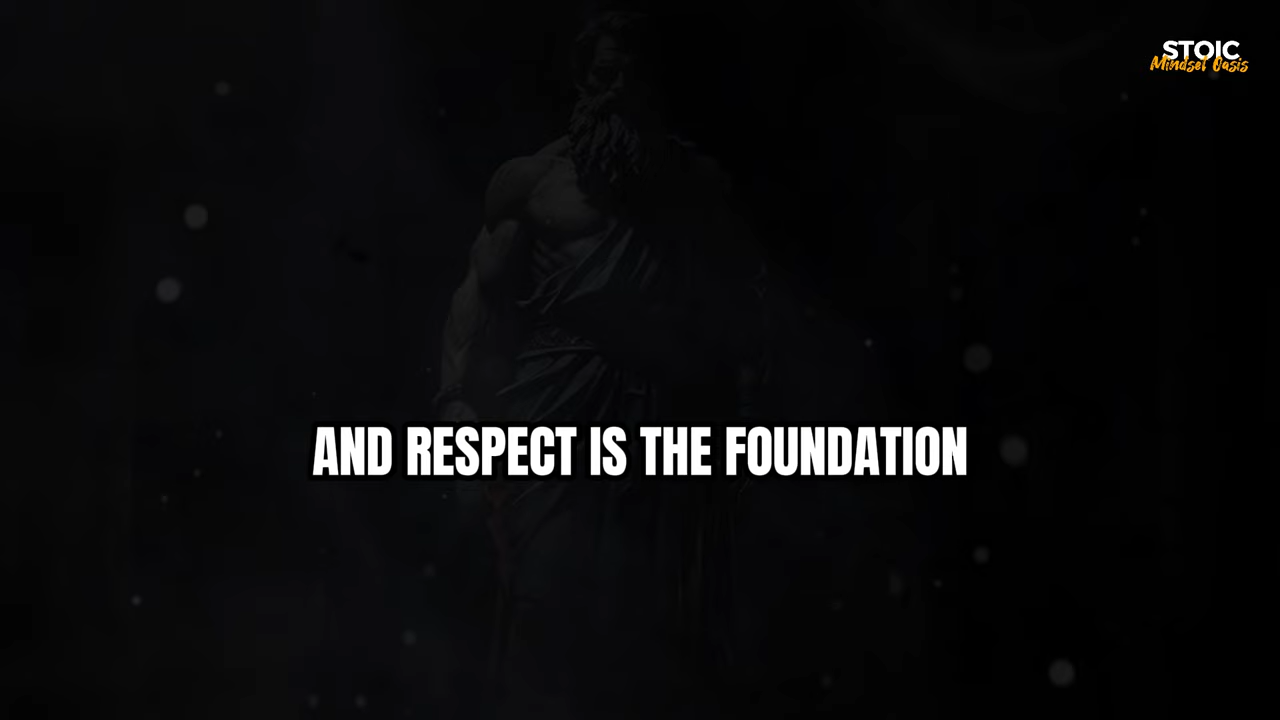 STOIC
Mindset Oasis
AND RESPECT IS THE FOUNDATION